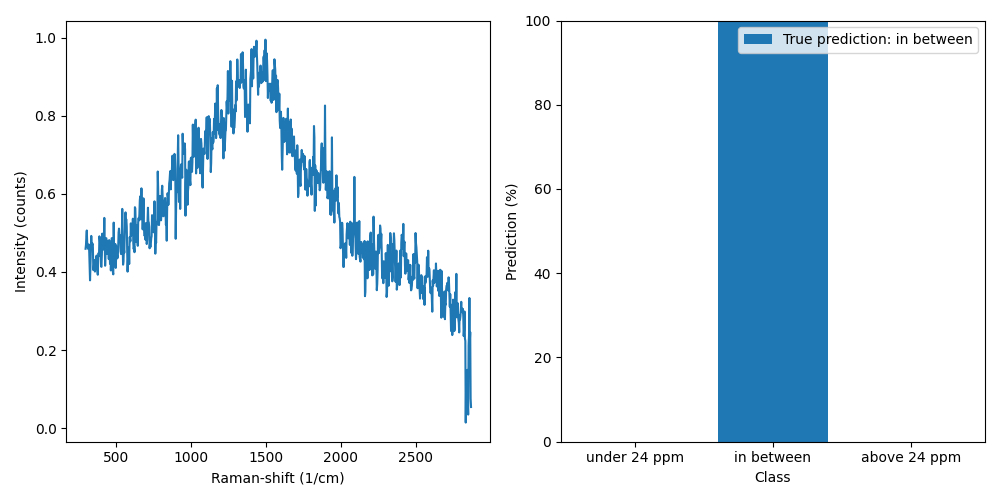 1.0
0.8
0.6
0.4
0.2
0.0
Intensity (counts)
500 1000 1500 2000 2500
Raman-shift (1/cm)
100
80
60
40
20
0
Prediction (%)
True prediction: in between
under 24 ppm in between above 24 ppm
Class